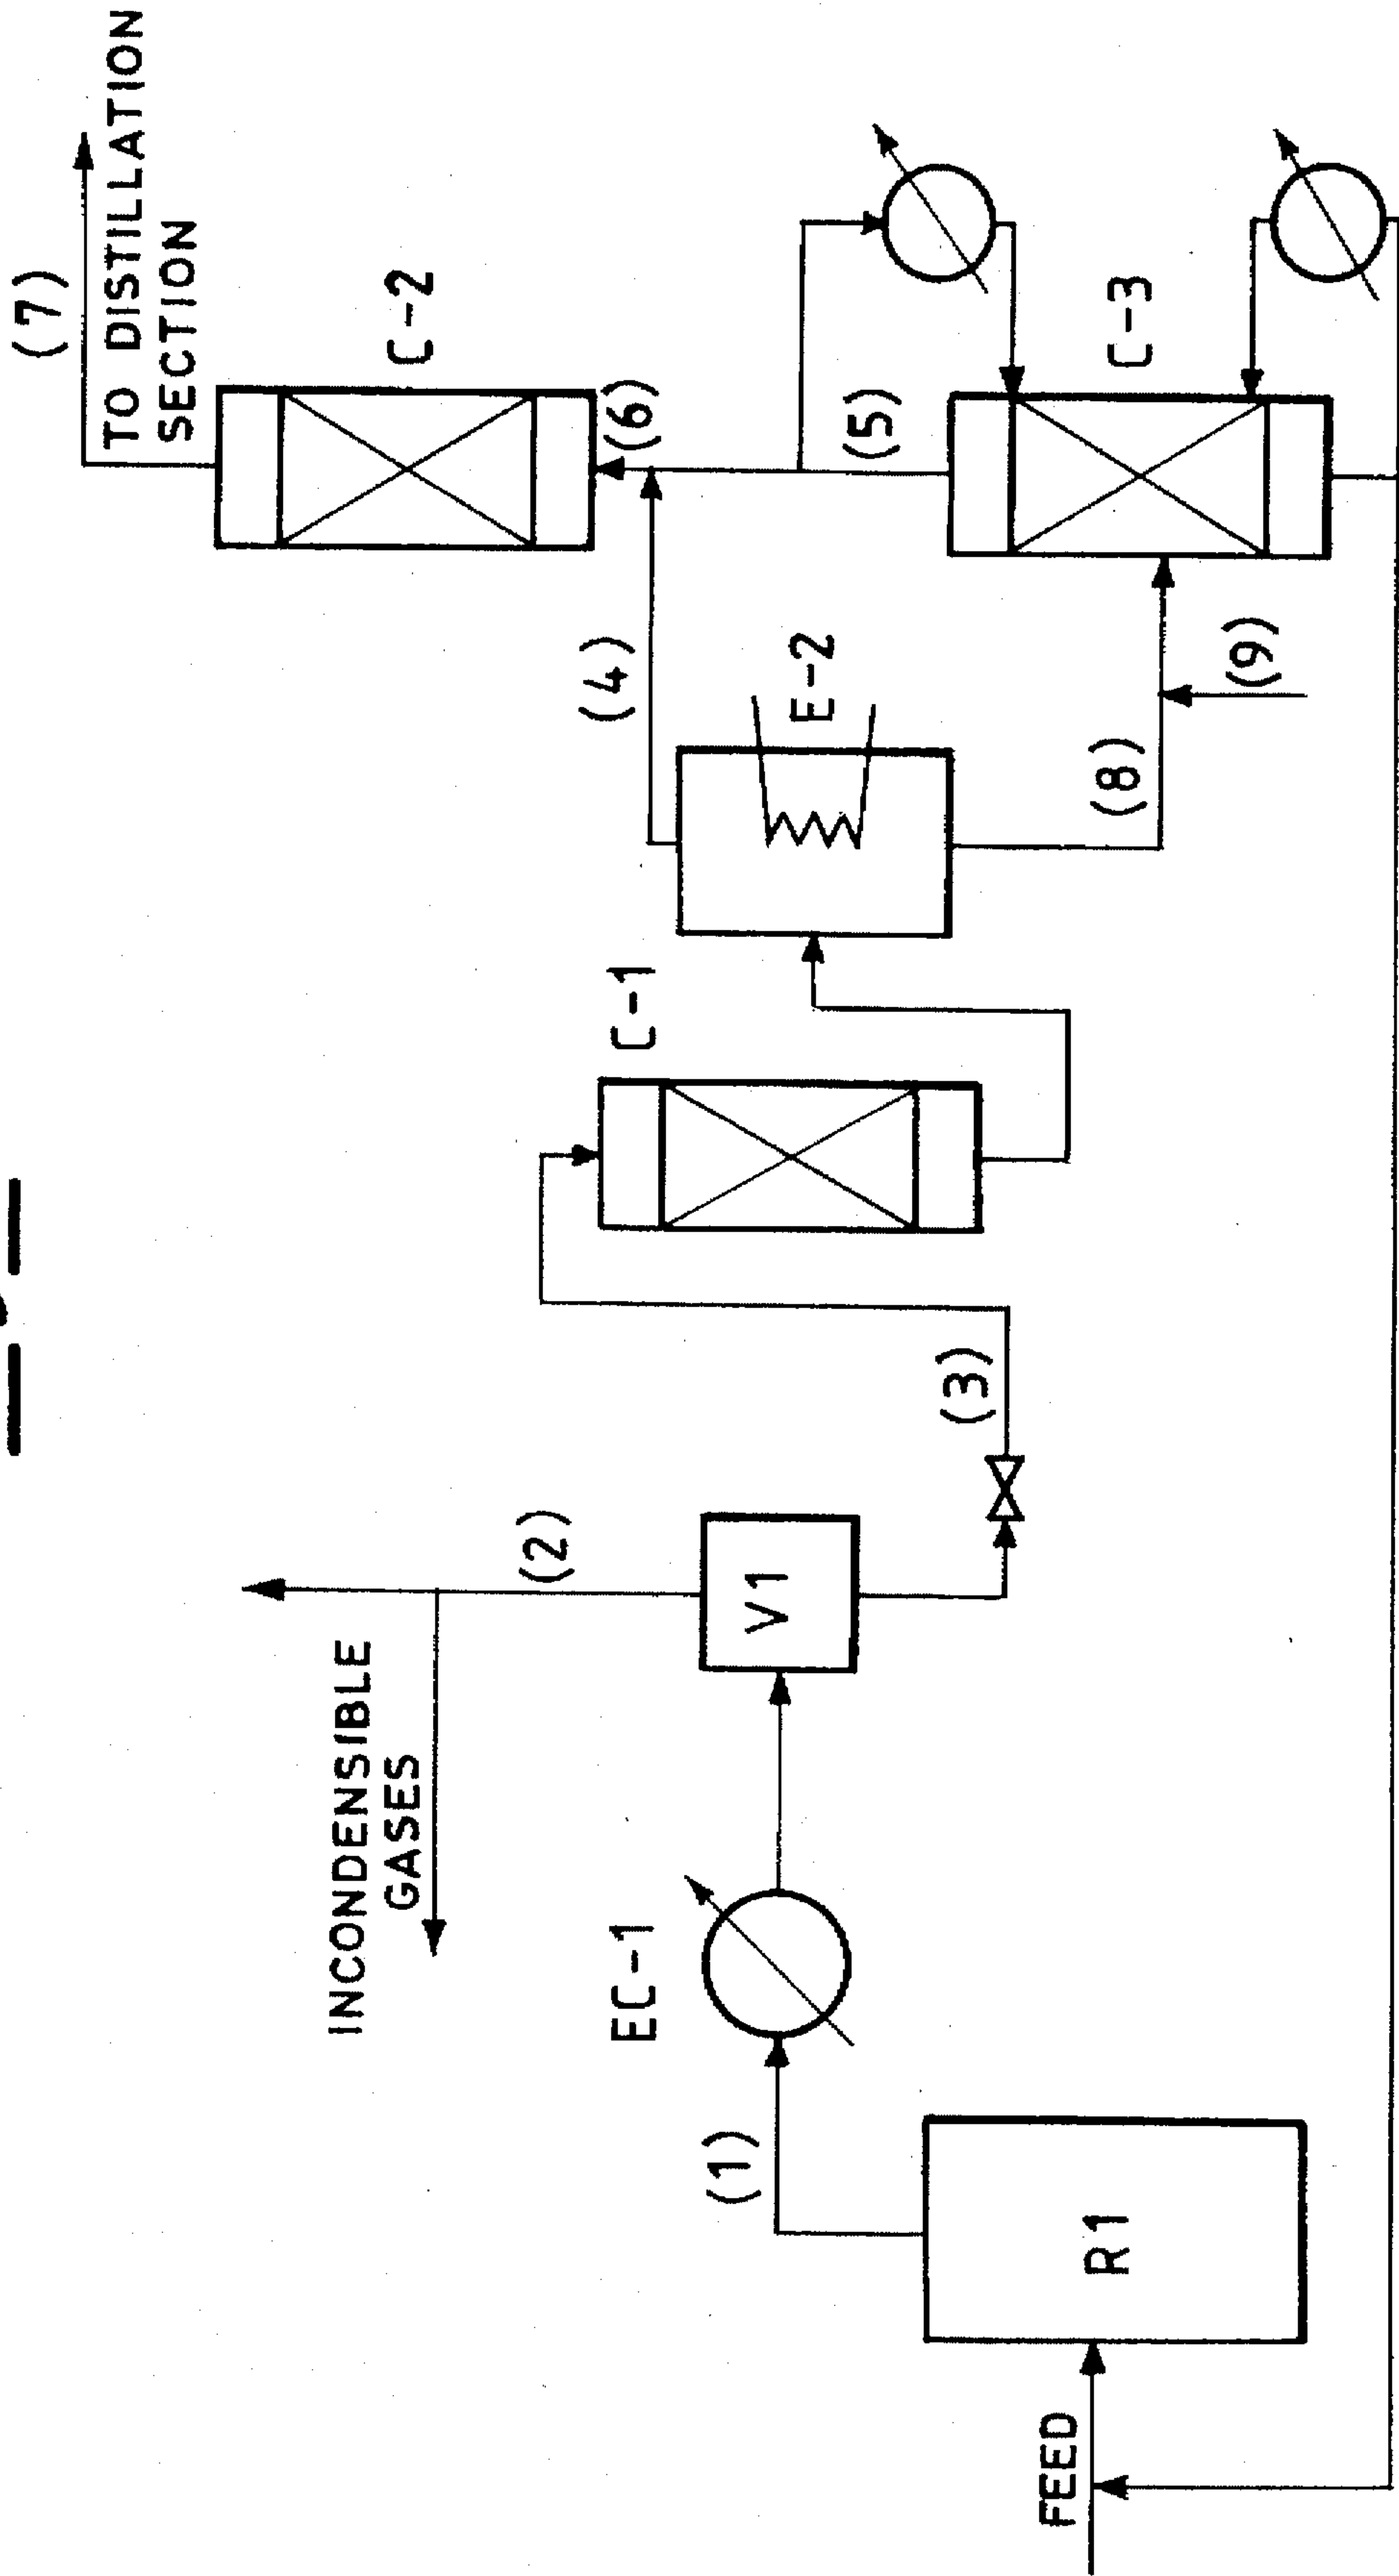 FEED
R1
(1)
EC-1
INCONDENSIBLE
GASES
(2)
V1
(3)
C-1
E-2
(4)
(8)
(9)
(5)
(6)
C-3
C-2
(7)
TO DISTILLATION
SECTION